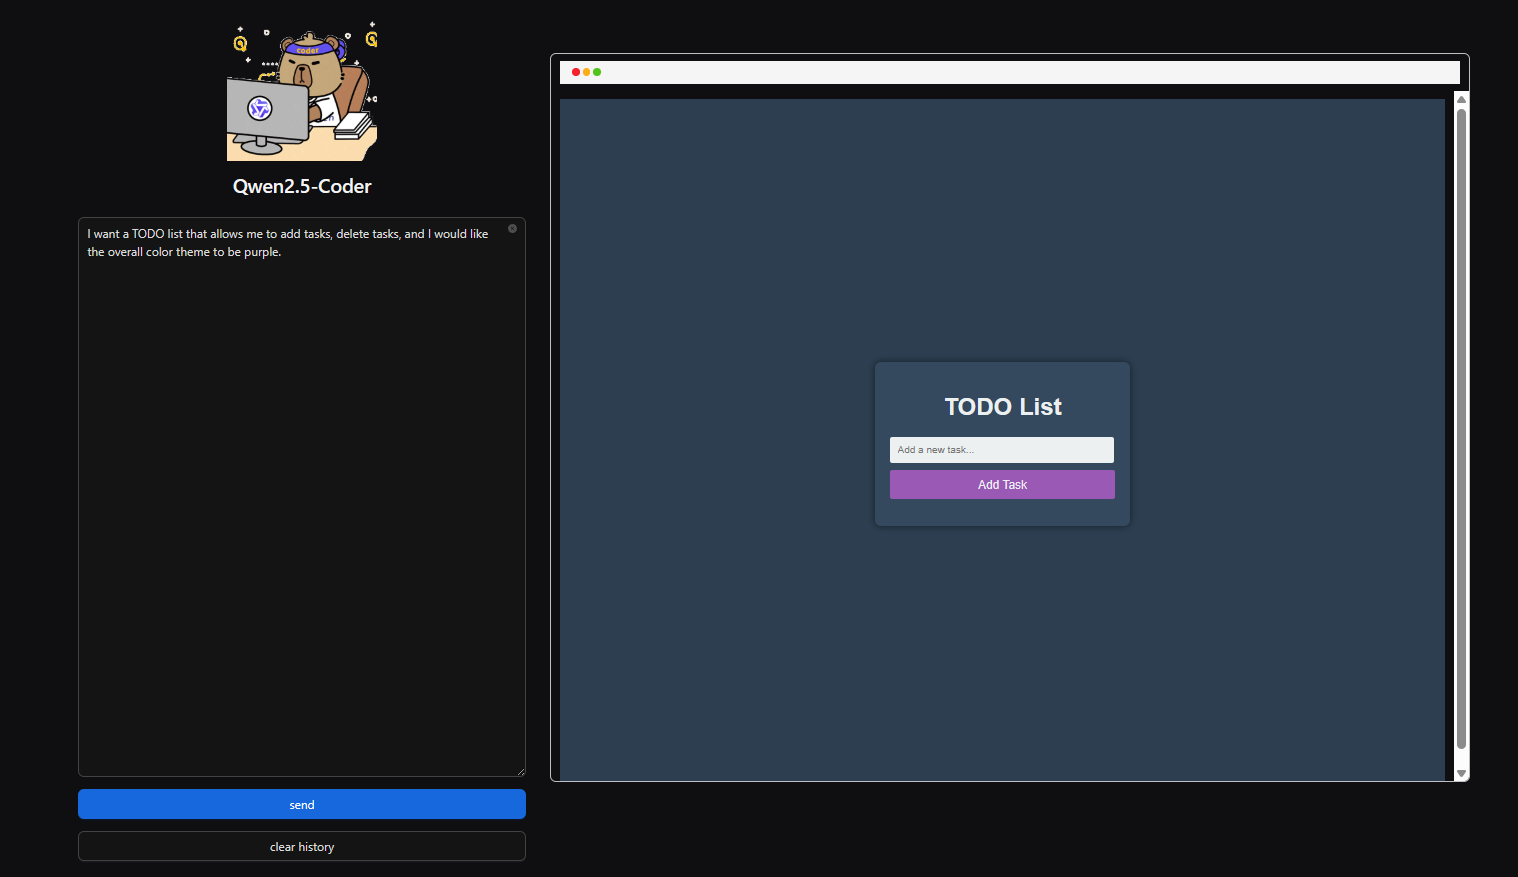 coder
Qwen2.5-Coder
I want a TODO list that allows me to add tasks, delete tasks, and I would like
the overall color theme to be purple.
send
clear history
TODO List
Add a new task...
Add Task